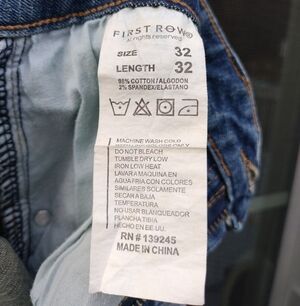 FIRST ROW®
all rights reserved
SIZE 32
LENGTH 32
98% COTTON/ALGODON
2% SPANDEX/ELASTANO
MACHINE WASH COLD
ONLY
DO NOT BLEACH
TUMBLE DRY LOW
IRON LOW HEAT
LAVAR A MAQUINA EN
AGUA FRIA CON COLORES
SIMILARES SOLAMENTE
SECAR A BAJA
TEMPERATURA
NO USAR BLANQUEADOR
PLANCHA TIBIA
HECHO EN EE UU.
RN # 139245
MADE IN CHINA